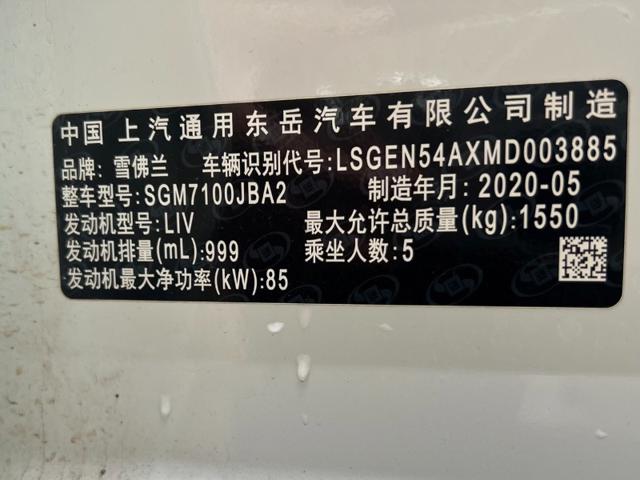 中国 上汽通用东岳汽车有限公司制造
品牌:雪佛兰 车辆识别代号:LSGEN54AXMD003885
整车型号:SGM7100JBA2 制造年月:2020-05
发动机型号:LIV 最大允许总质量(kg):1550
发动机排量(mL):999 乘坐人数:5
发动机最大净功率(kW):85